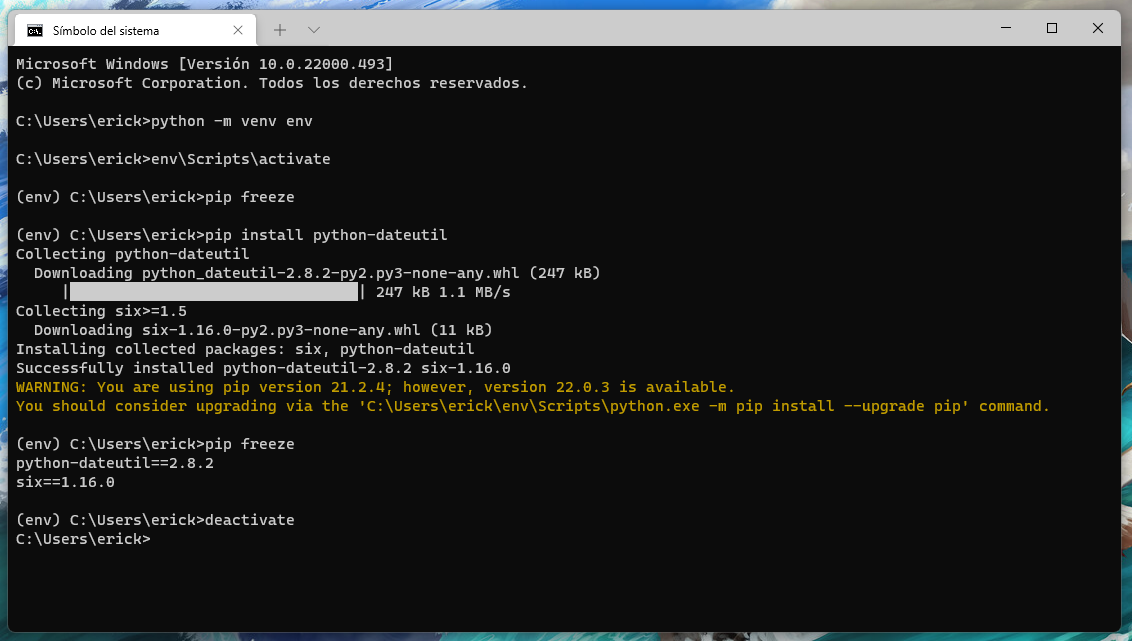 Símbolo del sistema
Microsoft Windows [Versión 10.0.22000.493]
(c) Microsoft Corporation. Todos los derechos reservados.
C:\Users\erick>python -m venv env
C:\Users\erick>env\Scripts\activate
(env) C:\Users\erick>pip freeze
(env) C:\Users\erick>pip install python-dateutil
Collecting python-dateutil
  Downloading python_dateutil-2.8.2-py2.py3-none-any.whl (247 kB)
     |████████████████████████████████| 247 kB 1.1 MB/s
Collecting six>=1.5
  Downloading six-1.16.0-py2.py3-none-any.whl (11 kB)
Installing collected packages: six, python-dateutil
Successfully installed python-dateutil-2.8.2 six-1.16.0
WARNING: You are using pip version 21.2.4; however, version 22.0.3 is available.
You should consider upgrading via the 'C:\Users\erick\env\Scripts\python.exe -m pip install --upgrade pip' command.
(env) C:\Users\erick>pip freeze
python-dateutil==2.8.2
six==1.16.0
(env) C:\Users\erick>deactivate
C:\Users\erick>